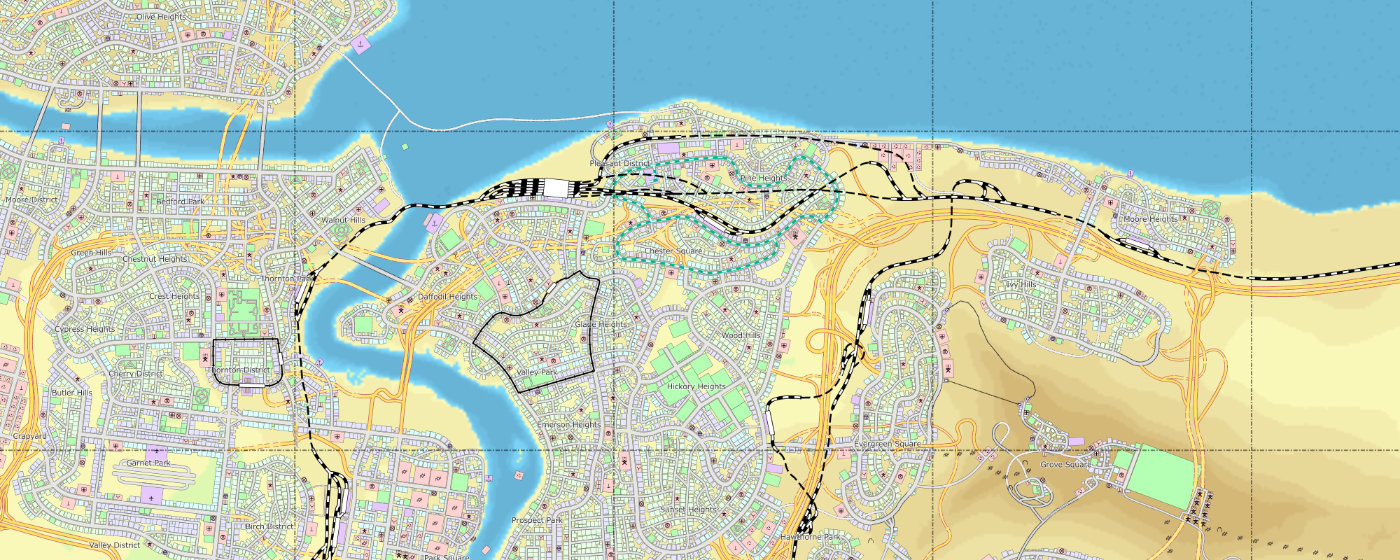 Olive Heights
Pleasant District
Pine Heights
Moore District
Bedford Park
Walnut Hills
Moore Heights
Green Hills
Chestnut Heights
Chester Square
Crest Heights
Daffodil Heights
Ivy Hills
Cypress Heights
Glade Heights
Wood Hills
Cherry District
Thornton District
Valley Park
Hickory Heights
Butler Hills
Emerson Heights
Crapyard
Evergreen Square
Garnet Park
Grove Square
Sunset Heights
Birch District
Prospect Park
Hawthorne Park
Valley District
Park Square